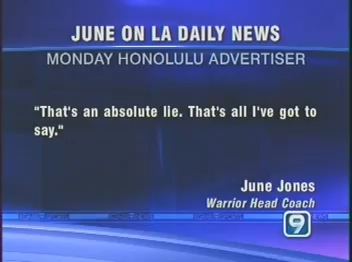 JUNE ON LA DAILY NEWS
MONDAY HONOLULU ADVERTISER
"That's an absolute lie. That's all I've got to
say."
June Jones
Warrior Head Coach
9